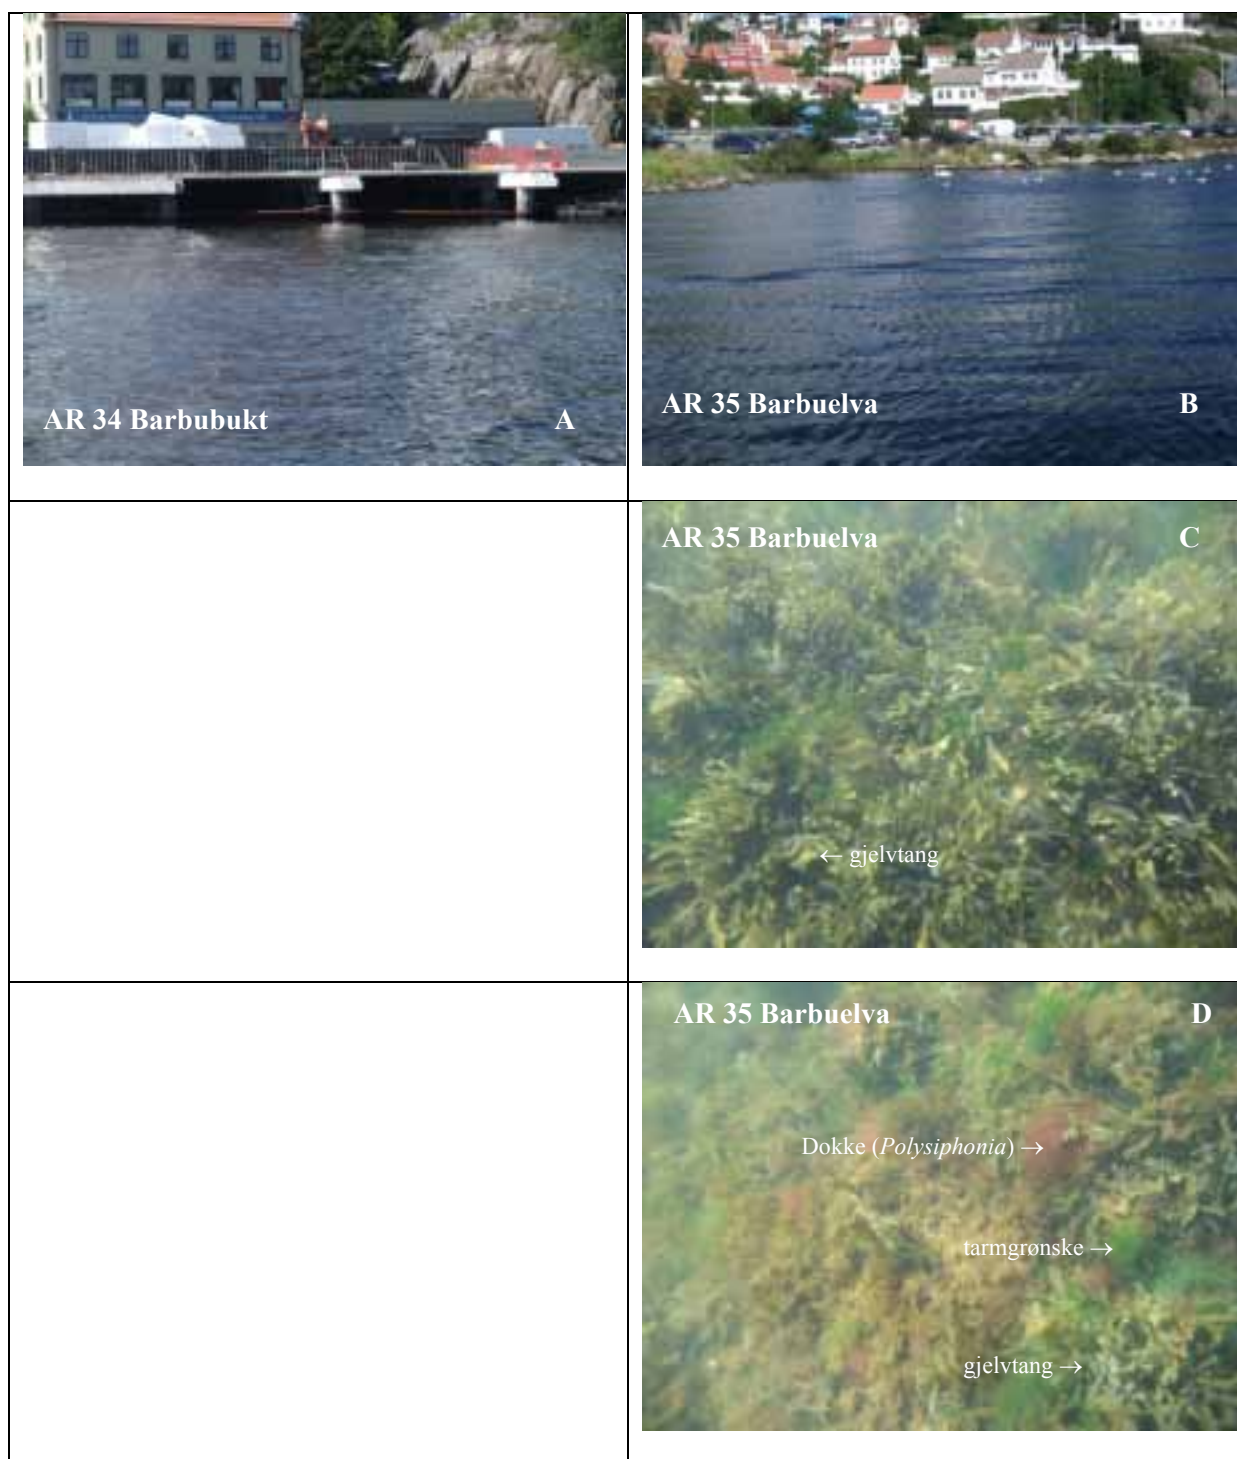 AR 34 Barbubukt A
AR 35 Barbuelva B
AR 35 Barbuelva C
← gjelvtang
AR 35 Barbuelva D
Dokke (Polysiphonia) →
tarmgrønske →
gjelvtang →